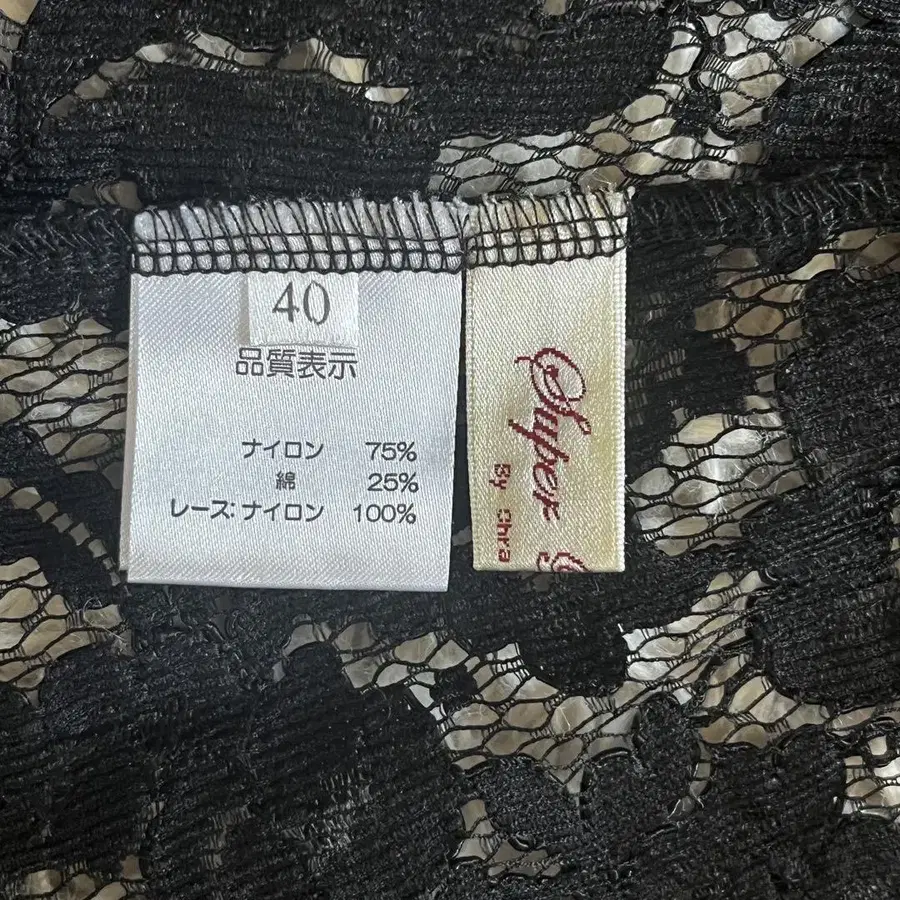 40
品質表示
ナイロン 75%
綿 25%
レース:ナイロン 100%
Super
By Chra